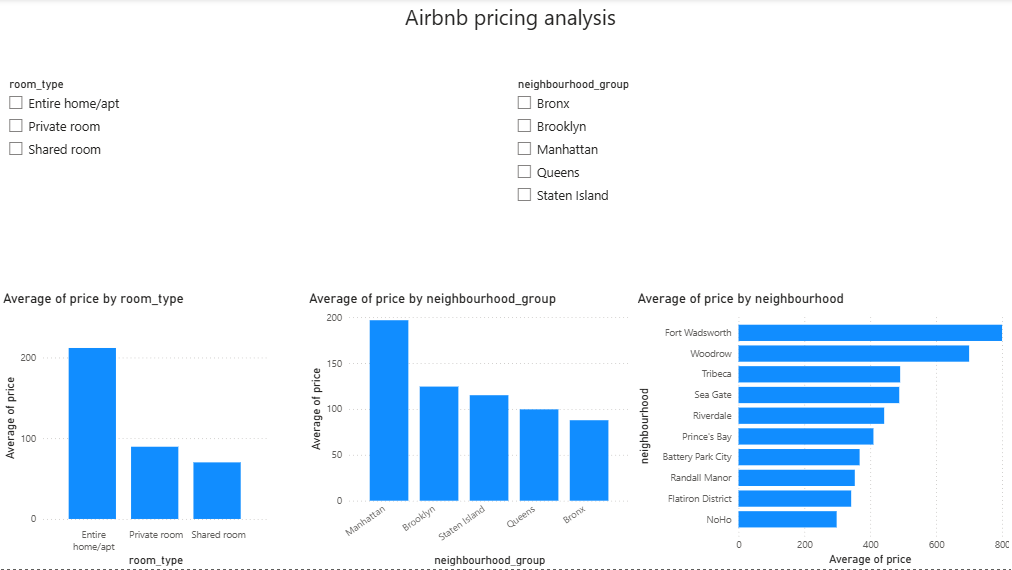 Airbnb pricing analysis
room_type
Entire home/apt
Private room
Shared room
neighbourhood_group
Bronx
Brooklyn
Manhattan
Queens
Staten Island
Average of price by room_type
Average of price
200
100
0
Entire
home/apt
Private room
Shared room
room_type
Average of price by neighbourhood_group
Average of price
200
150
100
50
0
Manhattan
Brooklyn
Staten Island
Queens
Bronx
neighbourhood_group
Average of price by neighbourhood
neighbourhood
Fort Wadsworth
Woodrow
Tribeca
Sea Gate
Riverdale
Prince's Bay
Battery Park City
Randall Manor
Flatiron District
NoHo
0
200
400
600
800
Average of price